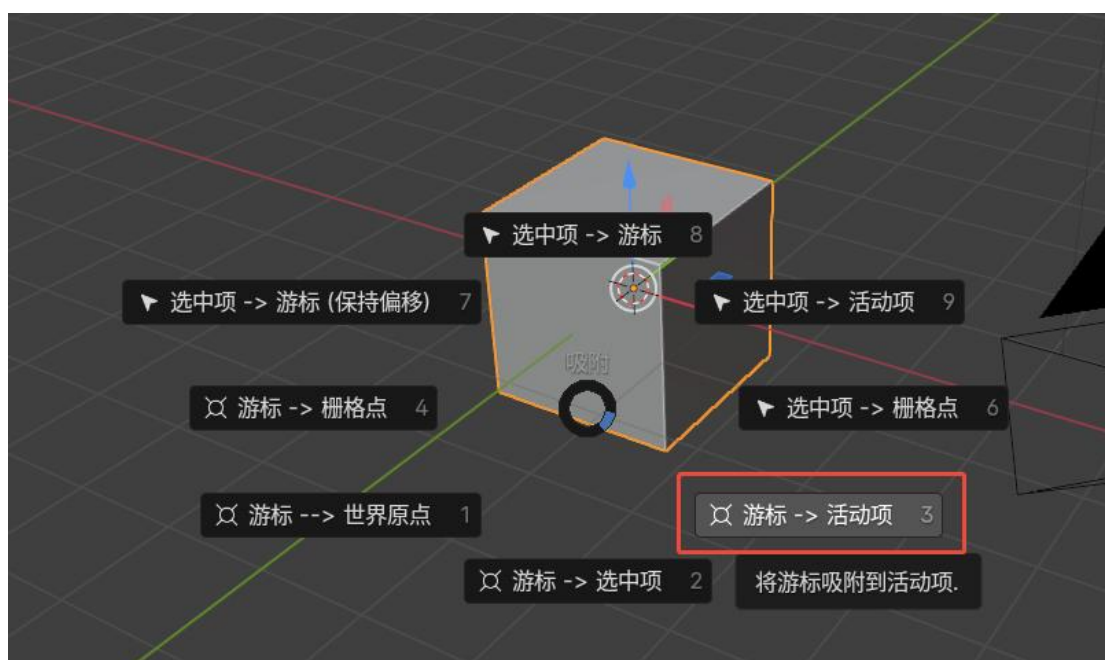 选中项 -> 游标 8
选中项 -> 游标 (保持偏移) 7
选中项 -> 活动项 9
吸附
游标 -> 栅格点 4
选中项 -> 栅格点 6
游标 --> 世界原点 1
游标 -> 活动项 3
游标 -> 选中项 2
将游标吸附到活动项.